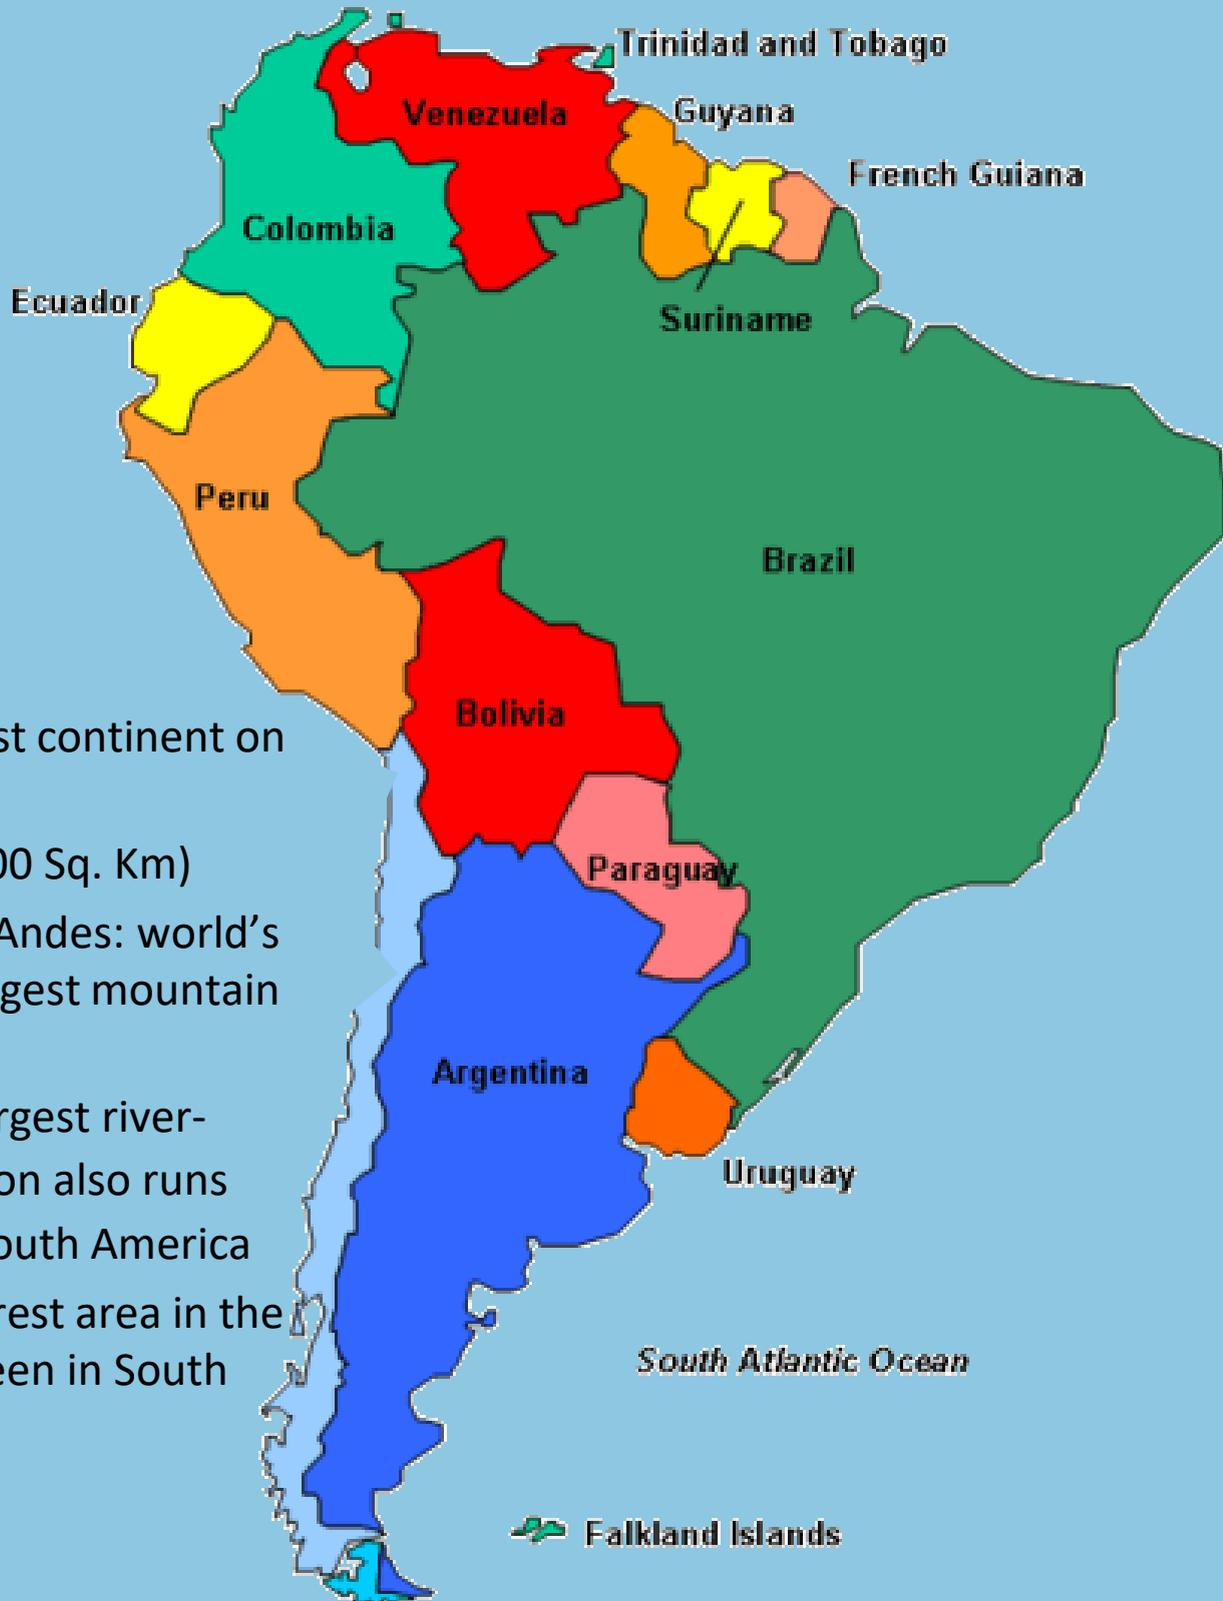 Trinidad and Tobago
Venezuela
Guyana
French Guiana
Colombia
Ecuador
Suriname
Peru
Brazil
Bolivia
st continent on
00 Sq. Km)
Paraguay
Andes: world's
gest mountain
Argentina
rgest river-
on also runs
Uruguay
outh America
rest area in the
een in South
South Atlantic Ocean
Falkland Islands